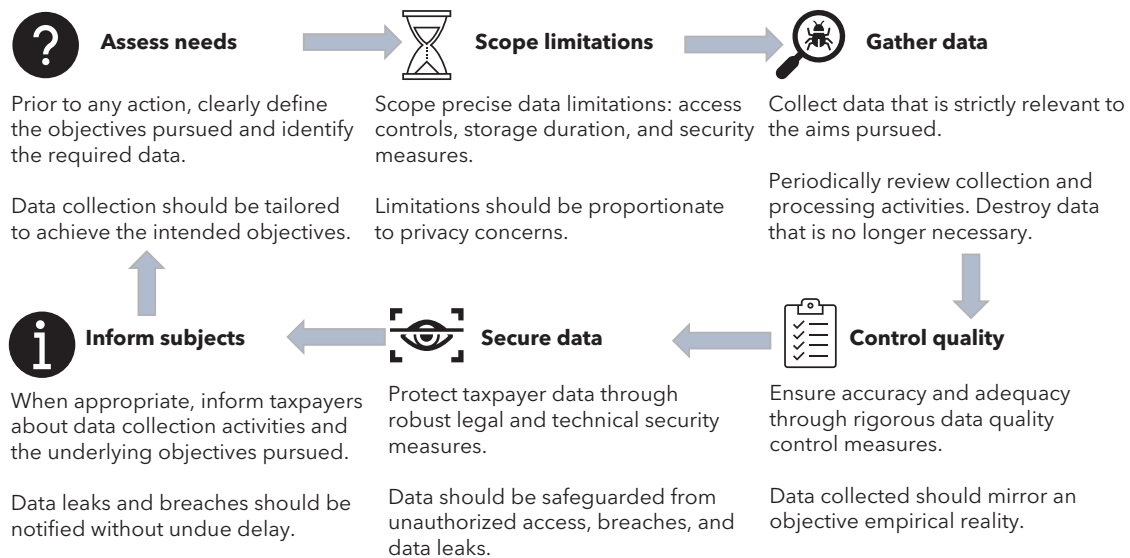 Assess needs
Prior to any action, clearly define
the objectives pursued and identify
the required data.
Data collection should be tailored
to achieve the intended objectives.
Scope limitations
Scope precise data limitations: access
controls, storage duration, and security
measures.
Limitations should be proportionate
to privacy concerns.
Gather data
Collect data that is strictly relevant to
the aims pursued.
Periodically review collection and
processing activities. Destroy data
that is no longer necessary.
Control quality
Ensure accuracy and adequacy
through rigorous data quality
control measures.
Data collected should mirror an
objective empirical reality.
Secure data
Protect taxpayer data through
robust legal and technical security
measures.
Data should be safeguarded from
unauthorized access, breaches, and
data leaks.
Inform subjects
When appropriate, inform taxpayers
about data collection activities and
the underlying objectives pursued.
Data leaks and breaches should be
notified without undue delay.